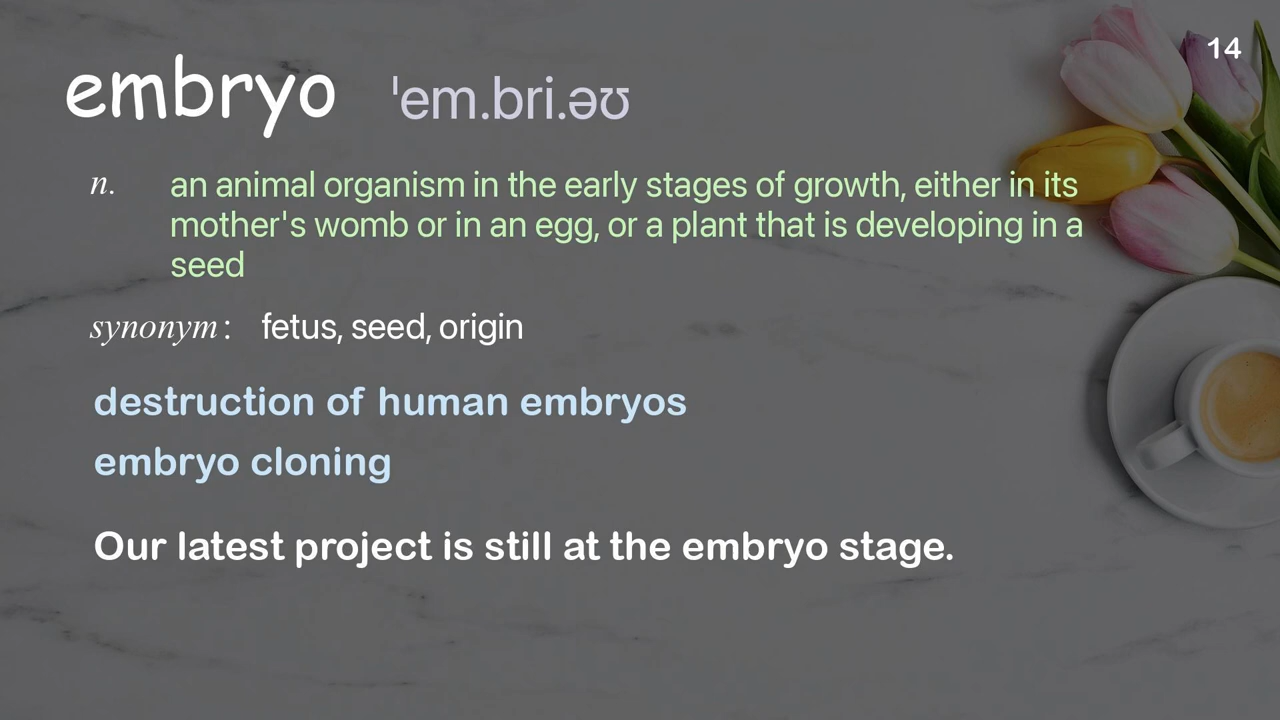 14
embryo ˈem.bri.əʊ
n. an animal organism in the early stages of growth, either in its
mother's womb or in an egg, or a plant that is developing in a
seed
synonym: fetus, seed, origin
destruction of human embryos
embryo cloning
Our latest project is still at the embryo stage.